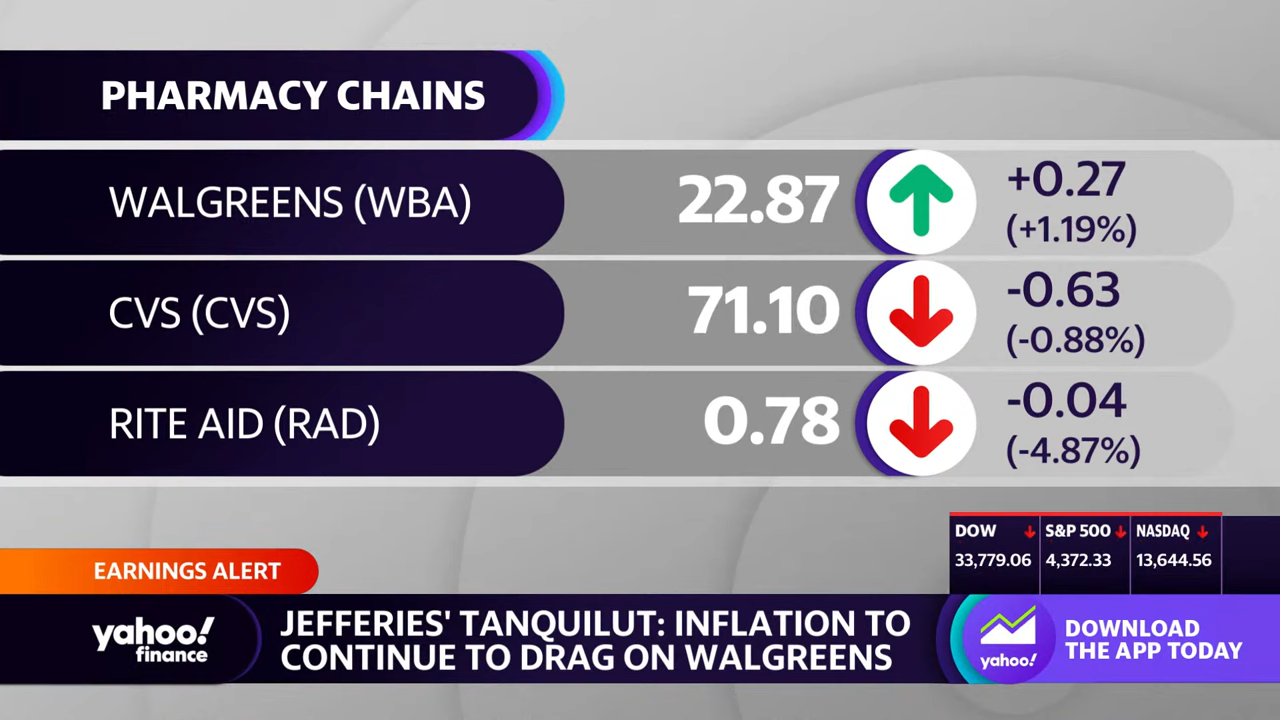 PHARMACY CHAINS
WALGREENS (WBA)
22.87
+0.27
(+1.19%)
CVS (CVS)
71.10
-0.63
(-0.88%)
RITE AID (RAD)
0.78
-0.04
(-4.87%)
DOW
S&P 500
NASDAQ
33,779.06
4,372.33
13,644.56
EARNINGS ALERT
yahoo!
finance
JEFFERIES' TANQUILUT: INFLATION TO
CONTINUE TO DRAG ON WALGREENS
yahoo!
DOWNLOAD
THE APP TODAY